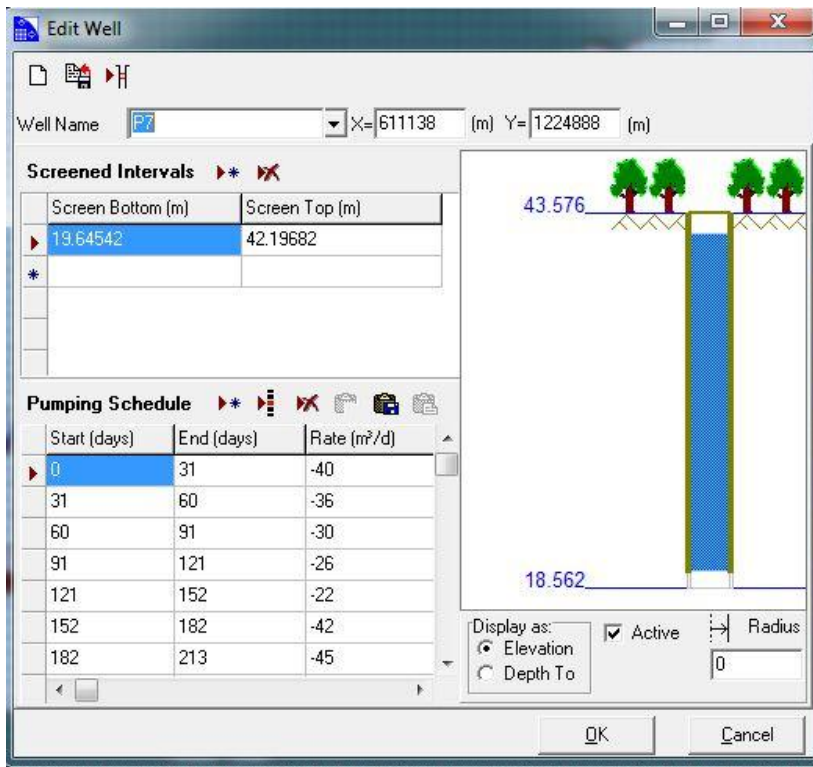 Edit Well
Well Name P7 X= 611138 (m) Y= 1224888 (m)
Screened Intervals
Screen Bottom (m) Screen Top (m)
19.64542 42.19682
43.576
18.562
Pumping Schedule
Start (days) End (days) Rate (m³/d)
0 31 -40
31 60 -36
60 91 -30
91 121 -26
121 152 -22
152 182 -42
182 213 -45
Display as:
Elevation
Depth To
Active
Radius
0
OK Cancel